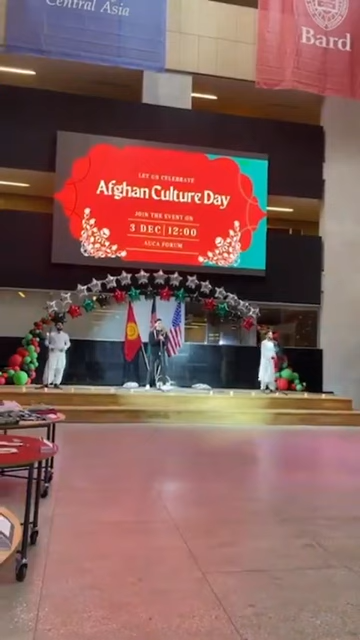 Central Asia
Bard
LET US CELEBRATE
Afghan Culture Day
JOIN THE EVENT ON
3 DEC | 12:00
AUCA FORUM